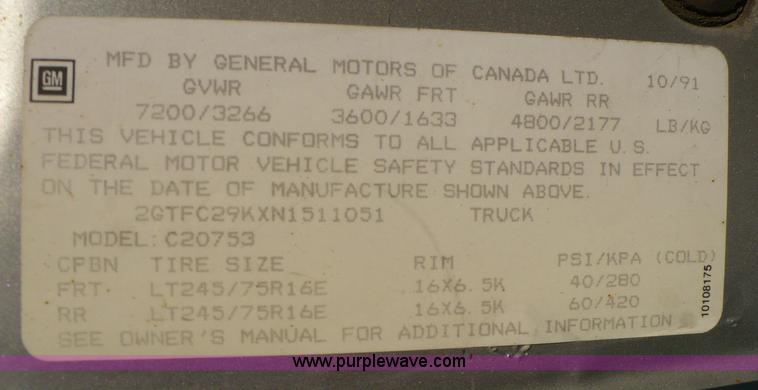 GM
MFD BY GENERAL MOTORS OF CANADA LTD. 10/91
GVWR GAWR FRT GAWR RR
7200/3266 3600/1633 4800/2177 LB/KG
THIS VEHICLE CONFORMS TO ALL APPLICABLE U.S.
FEDERAL MOTOR VEHICLE SAFETY STANDARDS IN EFFECT
ON THE DATE OF MANUFACTURE SHOWN ABOVE.
2GTFC29KXN1511051 TRUCK
MODEL: C20753
CPBN TIRE SIZE RIM PSI/KPA (COLD)
FRT LT245/75R16E 16X6.5K 40/280
RR LT245/75R16E 16X6.5K 60/420
SEE OWNER'S MANUAL FOR ADDITIONAL INFORMATION
10108175
www.purplewave.com